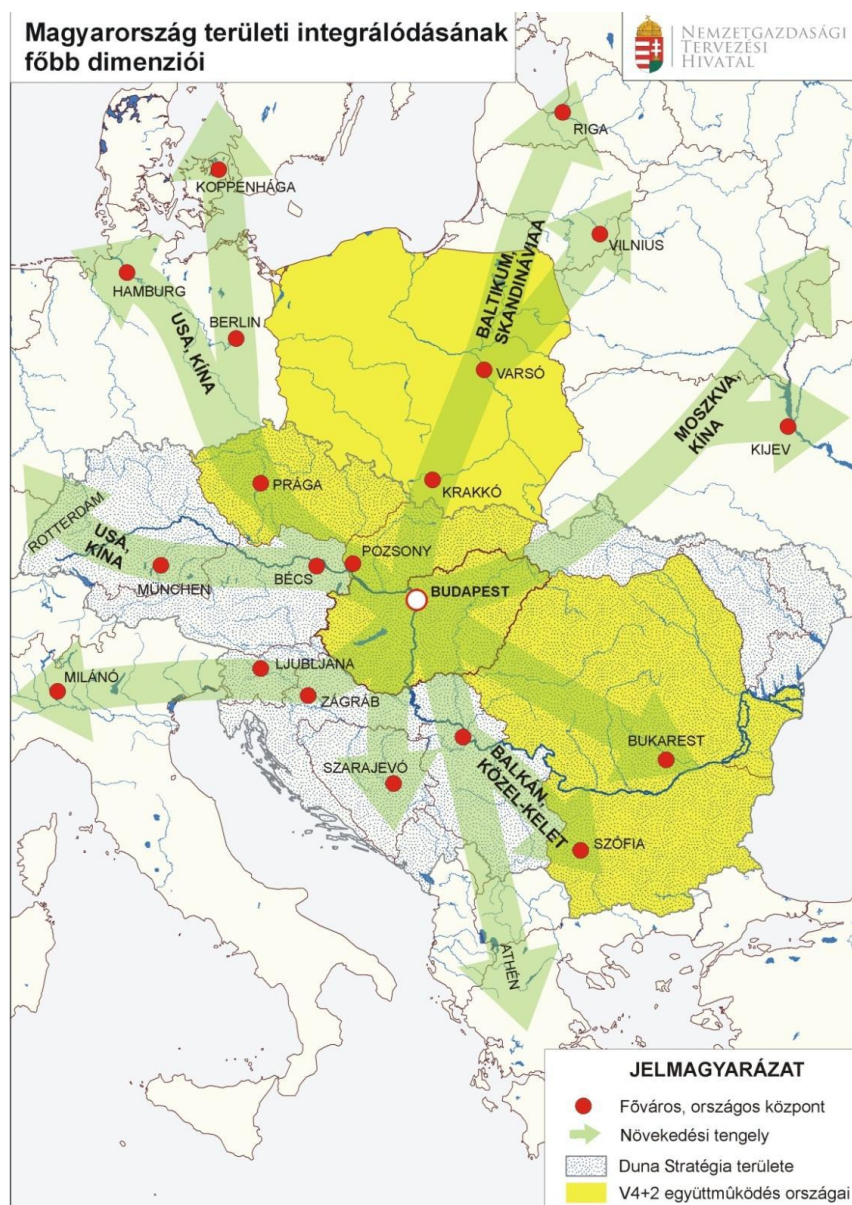 Magyarország területi integrálódásának
főbb dimenziói
NEMZETGAZDASÁGI
TERVEZÉSI
HIVATAL
RIGA
KOPPENHÁGA
VILNIUS
HAMBURG
BERLIN
USA, KÍNA
BALTIKUM,
SKANDINÁVIAA
VARSÓ
MOSZKVA,
KÍNA
KIJEV
PRÁGA
KRAKKÓ
ROTTERDAM
USA,
KÍNA
MÜNCHEN
BÉCS
POZSONY
BUDAPEST
MILÁNÓ
LJUBLJANA
ZÁGRÁB
SZARAJEVÓ
BALKÁN,
KÖZEL-KELET
BUKAREST
SZÓFIA
ATHÉN
JELMAGYARÁZAT
Főváros, országos központ
Növekedési tengely
Duna Stratégia területe
V4+2 együttmûködés országai